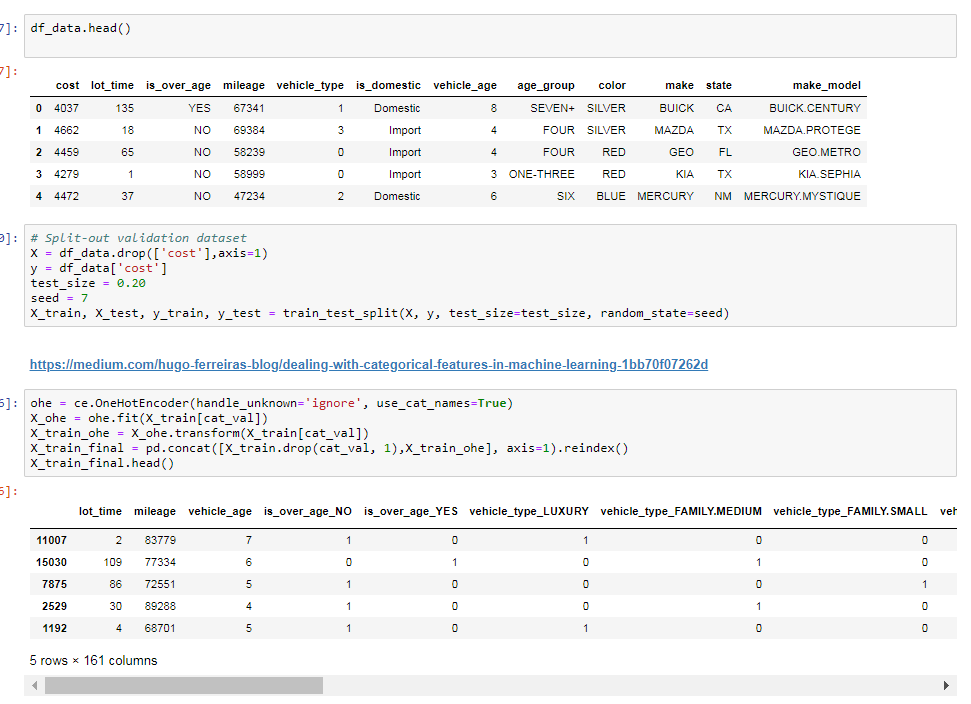 7]: df_data.head()
7]:
cost lot_time is_over_age mileage vehicle_type is_domestic vehicle_age age_group color make state make_model
0 4037 135 YES 67341 1 Domestic 8 SEVEN+ SILVER BUICK CA BUICK.CENTURY
1 4662 18 NO 69384 3 Import 4 FOUR SILVER MAZDA TX MAZDA.PROTEGE
2 4459 65 NO 58239 0 Import 4 FOUR RED GEO FL GEO.METRO
3 4279 1 NO 58999 0 Import 3 ONE-THREE RED KIA TX KIA.SEPHIA
4 4472 37 NO 47234 2 Domestic 6 SIX BLUE MERCURY NM MERCURY.MYSTIQUE
0]: # Split-out validation dataset
X = df_data.drop(['cost'],axis=1)
y = df_data['cost']
test_size = 0.20
seed = 7
X_train, X_test, y_train, y_test = train_test_split(X, y, test_size=test_size, random_state=seed)
https://medium.com/hugo-ferreiras-blog/dealing-with-categorical-features-in-machine-learning-1bb70f07262d
6]: ohe = ce.OneHotEncoder(handle_unknown='ignore', use_cat_names=True)
X_ohe = ohe.fit(X_train[cat_val])
X_train_ohe = X_ohe.transform(X_train[cat_val])
X_train_final = pd.concat([X_train.drop(cat_val, 1),X_train_ohe], axis=1).reindex()
X_train_final.head()
6]:
lot_time mileage vehicle_age is_over_age_NO is_over_age_YES vehicle_type_LUXURY vehicle_type_FAMILY.MEDIUM vehicle_type_FAMILY.SMALL veh
11007 2 83779 7 1 0 1 0 0
15030 109 77334 6 0 1 0 1 0
7875 86 72551 5 1 0 0 0 1
2529 30 89288 4 1 0 0 1 0
1192 4 68701 5 1 0 1 0 0
5 rows × 161 columns